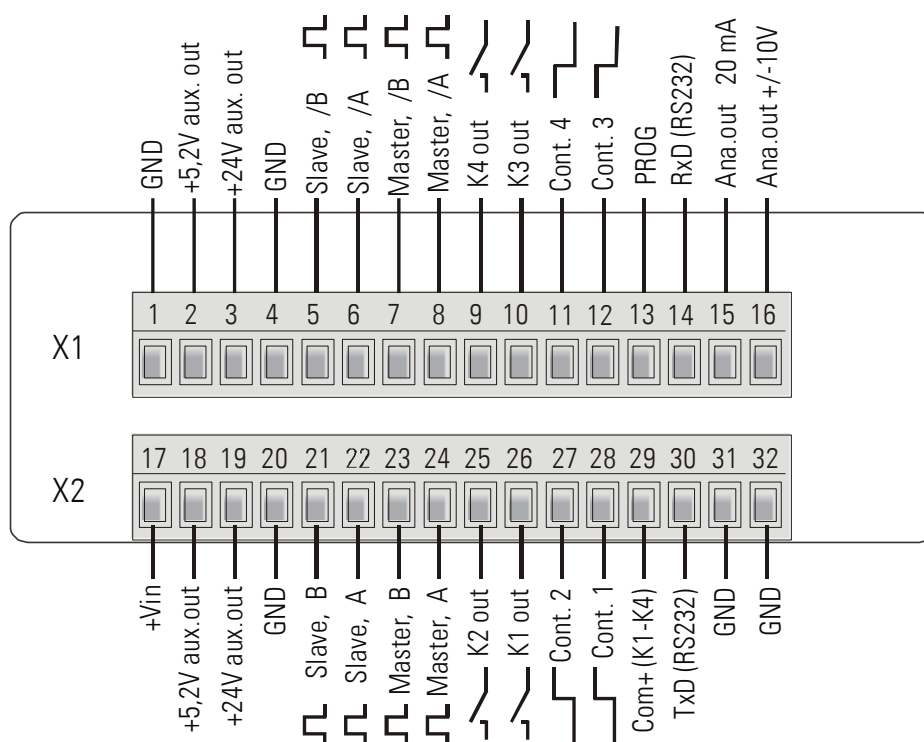 GND
+5,2V aux. out
+24V aux. out
GND
Slave, /B
Slave, /A
Master, /B
Master, /A
K4 out
K3 out
Cont. 4
Cont. 3
PROG
RxD (RS232)
Ana.out 20 mA
Ana.out +/-10V
X1
1 2 3 4 5 6 7 8 9 10 11 12 13 14 15 16
X2
17 18 19 20 21 22 23 24 25 26 27 28 29 30 31 32
+Vin
+5,2V aux.out
+24V aux.out
GND
Slave, B
Slave, A
Master, B
Master, A
K2 out
K1 out
Cont. 2
Cont. 1
Com+ (K1-K4)
TxD (RS232)
GND
GND